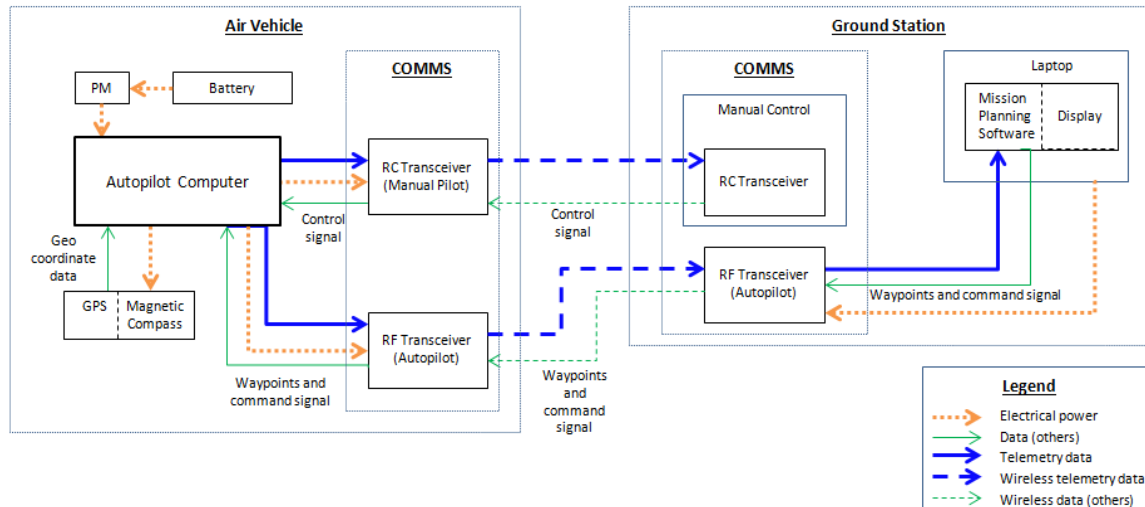 Air Vehicle
COMMS
PM
Battery
Autopilot Computer
RC Transceiver
(Manual Pilot)
Control
signal
Geo
coordinate
data
GPS
Magnetic
Compass
RF Transceiver
(Autopilot)
Waypoints and
command signal
Control
signal
Waypoints
and
command
signal
Ground Station
COMMS
Manual Control
RC Transceiver
RF Transceiver
(Autopilot)
Laptop
Mission
Planning
Software
Display
Waypoints and command signal
Legend
Electrical power
Data (others)
Telemetry data
Wireless telemetry data
Wireless data (others)